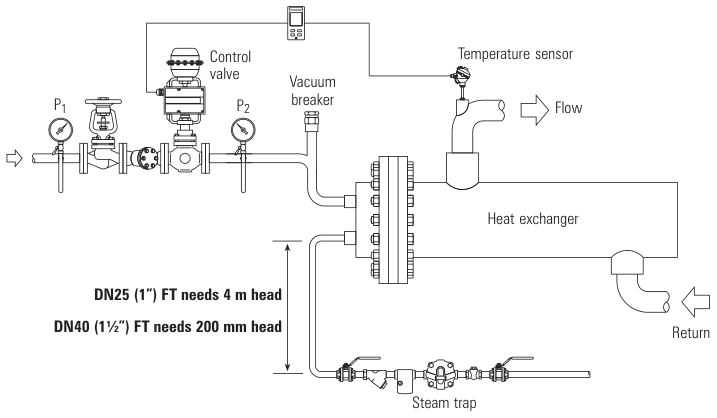 Temperature sensor
Control
valve
Vacuum
breaker
P1
P2
Flow
Heat exchanger
DN25 (1”) FT needs 4 m head
DN40 (1½”) FT needs 200 mm head
Return
Steam trap